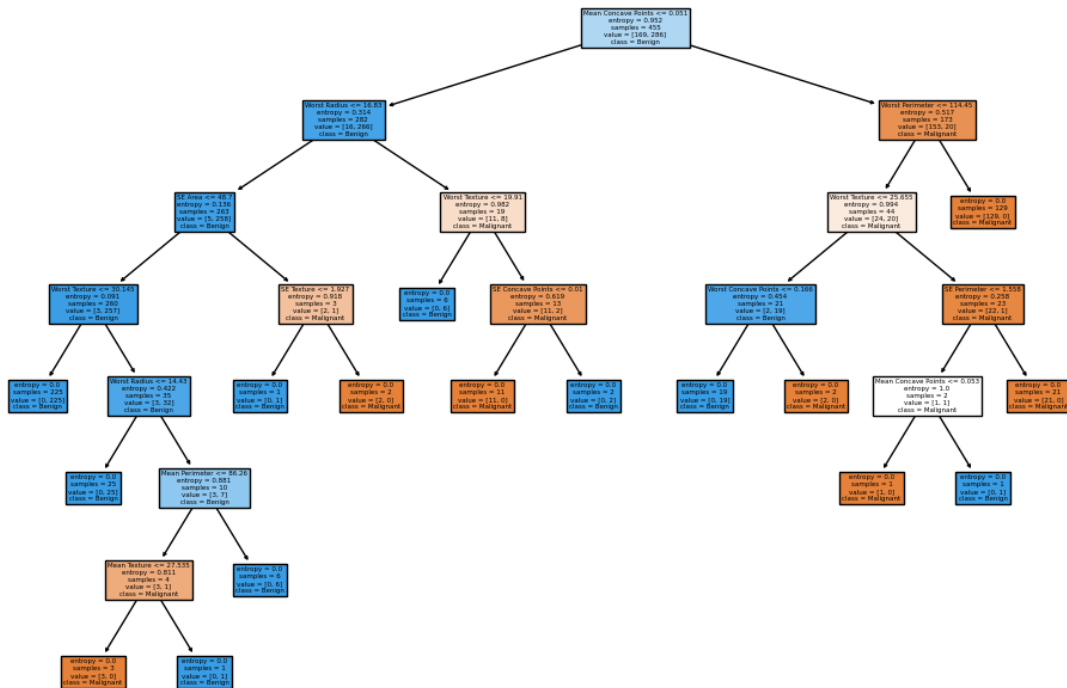 Mean Concave Points <= 0.051
entropy = 0.952
samples = 455
value = [169, 286]
class = Benign
Worst Radius <= 16.83
entropy = 0.314
samples = 282
value = [16, 266]
class = Benign
Worst Perimeter <= 114.45
entropy = 0.517
samples = 173
value = [153, 20]
class = Malignant
SE Area <= 48.7
entropy = 0.136
samples = 263
value = [5, 258]
class = Benign
Worst Texture <= 19.91
entropy = 0.982
samples = 19
value = [11, 8]
class = Malignant
Worst Texture <= 25.655
entropy = 0.994
samples = 44
value = [24, 20]
class = Malignant
entropy = 0.0
samples = 129
value = [129, 0]
class = Malignant
Worst Texture <= 30.145
entropy = 0.091
samples = 260
value = [3, 257]
class = Benign
SE Texture <= 1.927
entropy = 0.918
samples = 3
value = [2, 1]
class = Malignant
entropy = 0.0
samples = 6
value = [0, 6]
class = Benign
SE Concave Points <= 0.01
entropy = 0.619
samples = 13
value = [11, 2]
class = Malignant
Worst Concave Points <= 0.166
entropy = 0.454
samples = 21
value = [2, 19]
class = Benign
SE Perimeter <= 1.558
entropy = 0.258
samples = 23
value = [22, 1]
class = Malignant
entropy = 0.0
samples = 225
value = [0, 225]
class = Benign
Worst Radius <= 14.43
entropy = 0.422
samples = 35
value = [3, 32]
class = Benign
entropy = 0.0
samples = 1
value = [0, 1]
class = Benign
entropy = 0.0
samples = 2
value = [2, 0]
class = Malignant
entropy = 0.0
samples = 11
value = [11, 0]
class = Malignant
entropy = 0.0
samples = 2
value = [0, 2]
class = Benign
entropy = 0.0
samples = 19
value = [0, 19]
class = Benign
entropy = 0.0
samples = 2
value = [2, 0]
class = Malignant
Mean Concave Points <= 0.053
entropy = 1.0
samples = 2
value = [1, 1]
class = Malignant
entropy = 0.0
samples = 21
value = [21, 0]
class = Malignant
entropy = 0.0
samples = 25
value = [0, 25]
class = Benign
Mean Perimeter <= 86.26
entropy = 0.881
samples = 10
value = [3, 7]
class = Benign
entropy = 0.0
samples = 1
value = [1, 0]
class = Malignant
entropy = 0.0
samples = 1
value = [0, 1]
class = Benign
Mean Texture <= 27.535
entropy = 0.811
samples = 4
value = [3, 1]
class = Malignant
entropy = 0.0
samples = 6
value = [0, 6]
class = Benign
entropy = 0.0
samples = 3
value = [3, 0]
class = Malignant
entropy = 0.0
samples = 1
value = [0, 1]
class = Benign